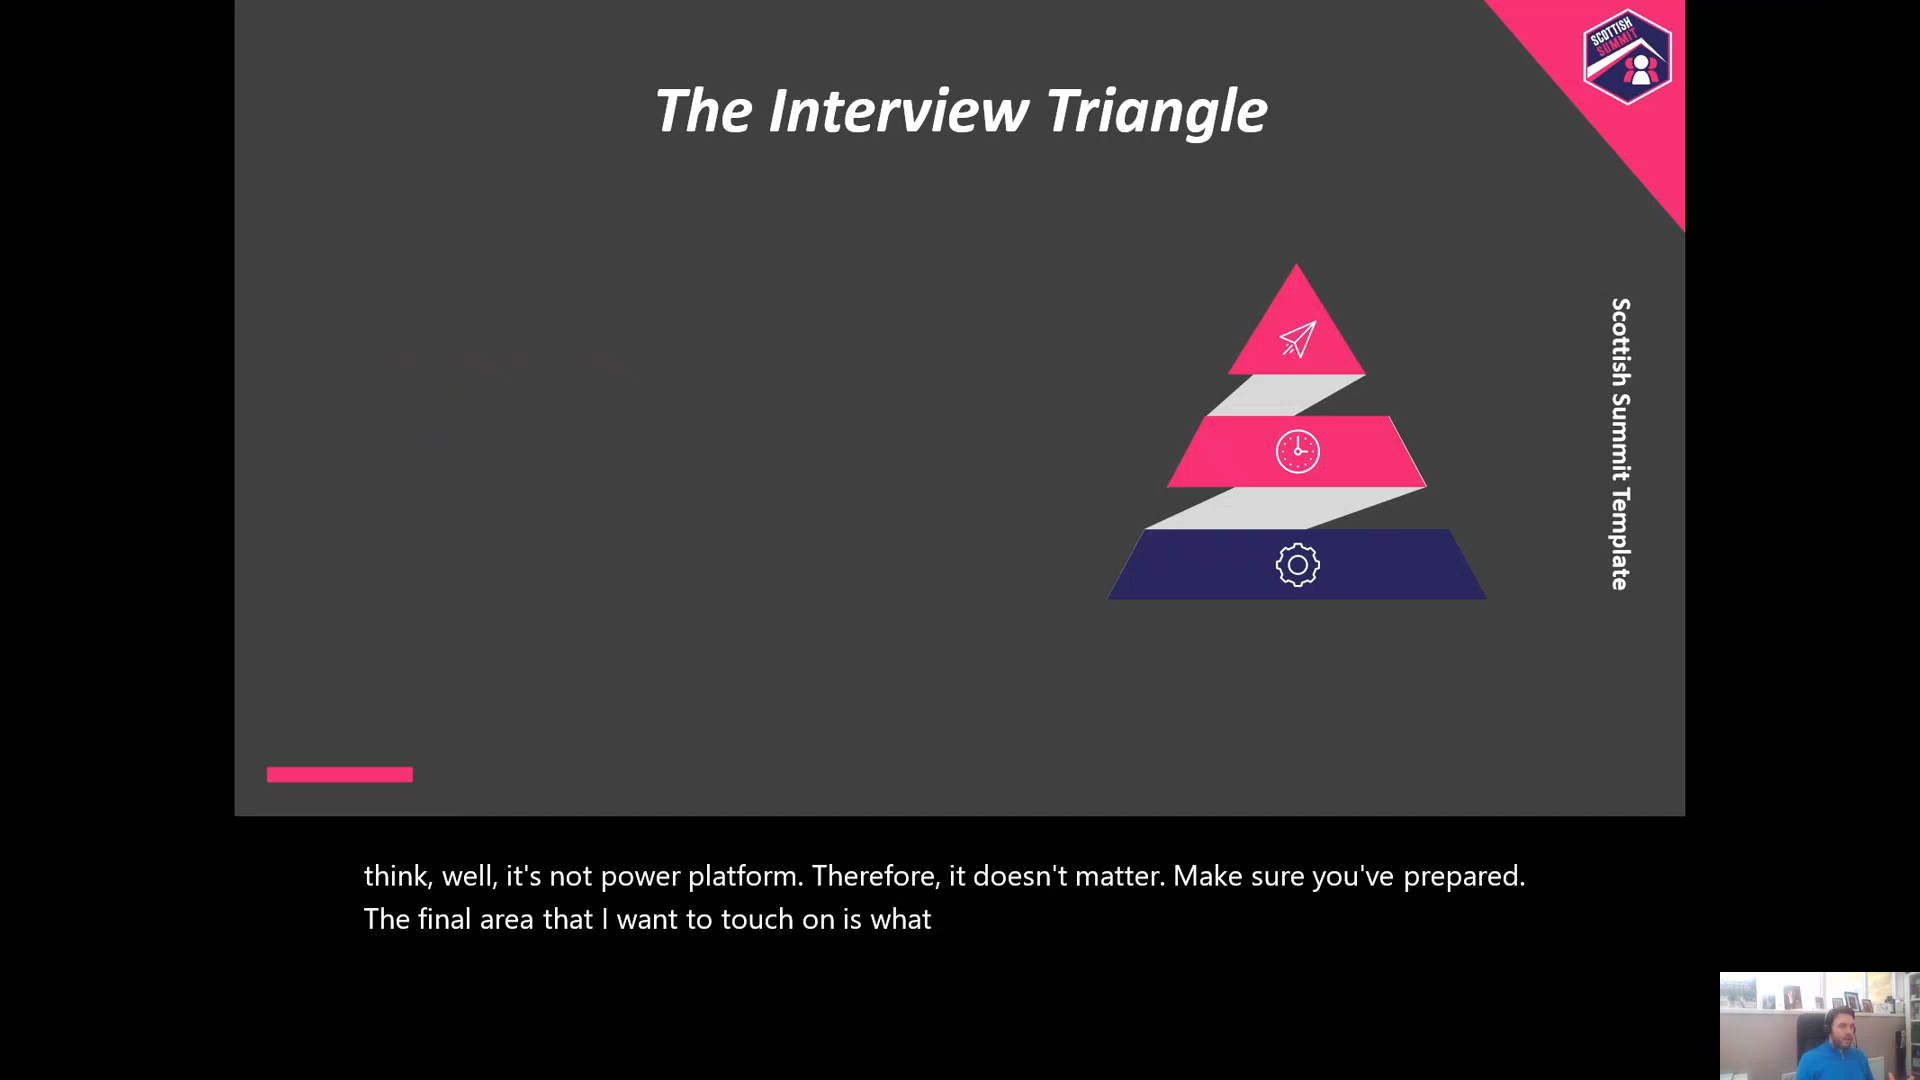 SCOTTISH
SUMMIT
The Interview Triangle
Scottish Summit Template
think, well, it's not power platform. Therefore, it doesn't matter. Make sure you've prepared.
The final area that I want to touch on is what